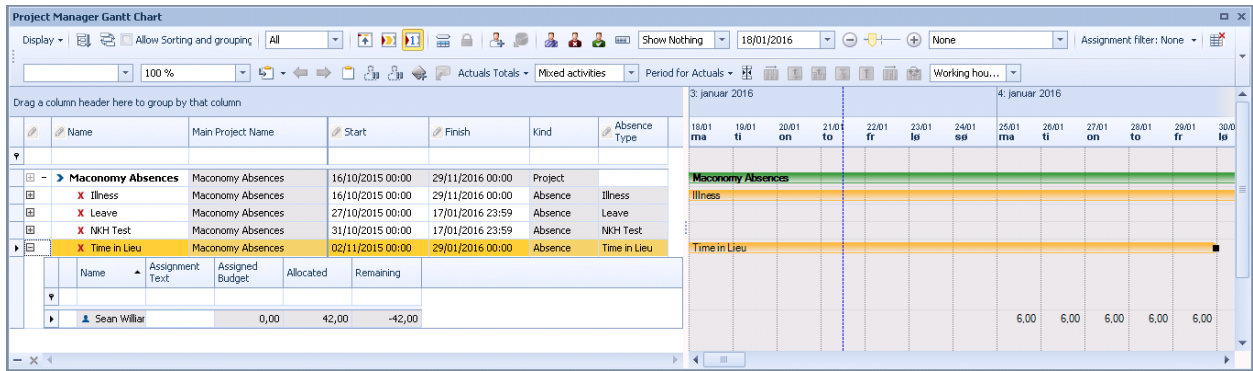 Project Manager Gantt Chart
Display Allow Sorting and grouping All Show Nothing 18/01/2016 None Assignment filter: None
100 % Actuals Totals Mixed activities Period for Actuals Working hou...
Drag a column header here to group by that column
3: januar 2016 4: januar 2016
Name Main Project Name Start Finish Kind Absence Type
18/01 19/01 20/01 21/01 22/01 23/01 24/01 25/01 26/01 27/01 28/01 29/01 30/0
ma ti on to fr lø sø ma ti on to fr lø
Maconomy Absences Maconomy Absences 16/10/2015 00:00 29/11/2016 00:00 Project Maconomy Absences
Illness Maconomy Absences 16/10/2015 00:00 29/11/2016 00:00 Absence Illness Illness
Leave Maconomy Absences 27/10/2015 00:00 17/01/2016 23:59 Absence Leave
NKH Test Maconomy Absences 31/10/2015 00:00 17/01/2016 23:59 Absence NKH Test
Time in Lieu Maconomy Absences 02/11/2015 00:00 29/01/2016 00:00 Absence Time in Lieu Time in Lieu
Name Assignment Text Assigned Budget Allocated Remaining
Sean Williar 0,00 42,00 -42,00 6,00 6,00 6,00 6,00 6,00